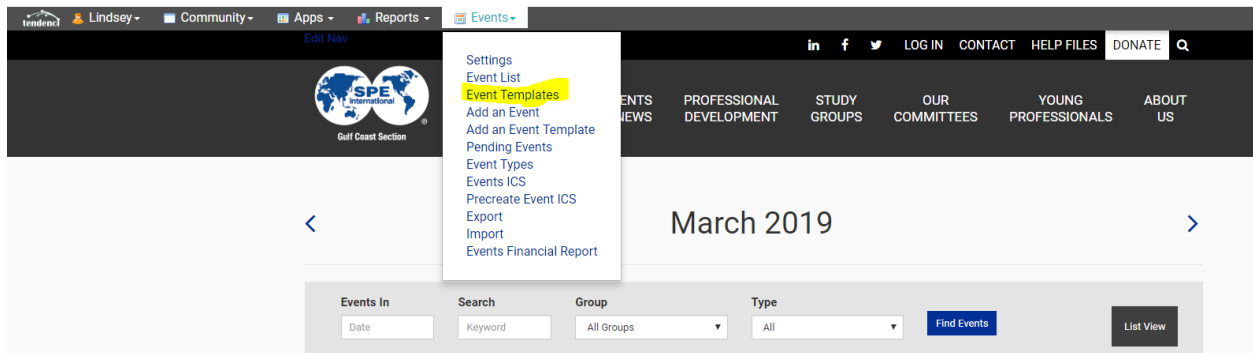 tendenci Lindsey Community Apps Reports Events
Edit Nav
in f LOG IN CONTACT HELP FILES DONATE
Settings
Event List
Event Templates
Add an Event
Add an Event Template
Pending Events
Event Types
Events ICS
Precreate Event ICS
Export
Import
Events Financial Report
SPE
International
®
Gulf Coast Section
ENTS
NEWS
PROFESSIONAL
DEVELOPMENT
STUDY
GROUPS
OUR
COMMITTEES
YOUNG
PROFESSIONALS
ABOUT
US
March 2019
Events In Search Group Type
Date Keyword All Groups All Find Events List View